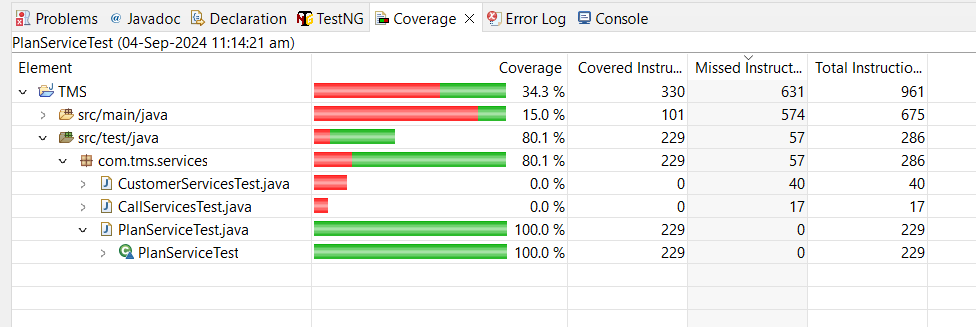 Problems @ Javadoc Declaration TestNG Coverage × Error Log Console
PlanServiceTest (04-Sep-2024 11:14:21 am)
Element Coverage Covered Instru... Missed Instruct... Total Instructio...
TMS 34.3 % 330 631 961
src/main/java 15.0 % 101 574 675
src/test/java 80.1 % 229 57 286
com.tms.services 80.1 % 229 57 286
CustomerServicesTest.java 0.0 % 0 40 40
CallServicesTest.java 0.0 % 0 17 17
PlanServiceTest.java 100.0 % 229 0 229
PlanServiceTest 100.0 % 229 0 229